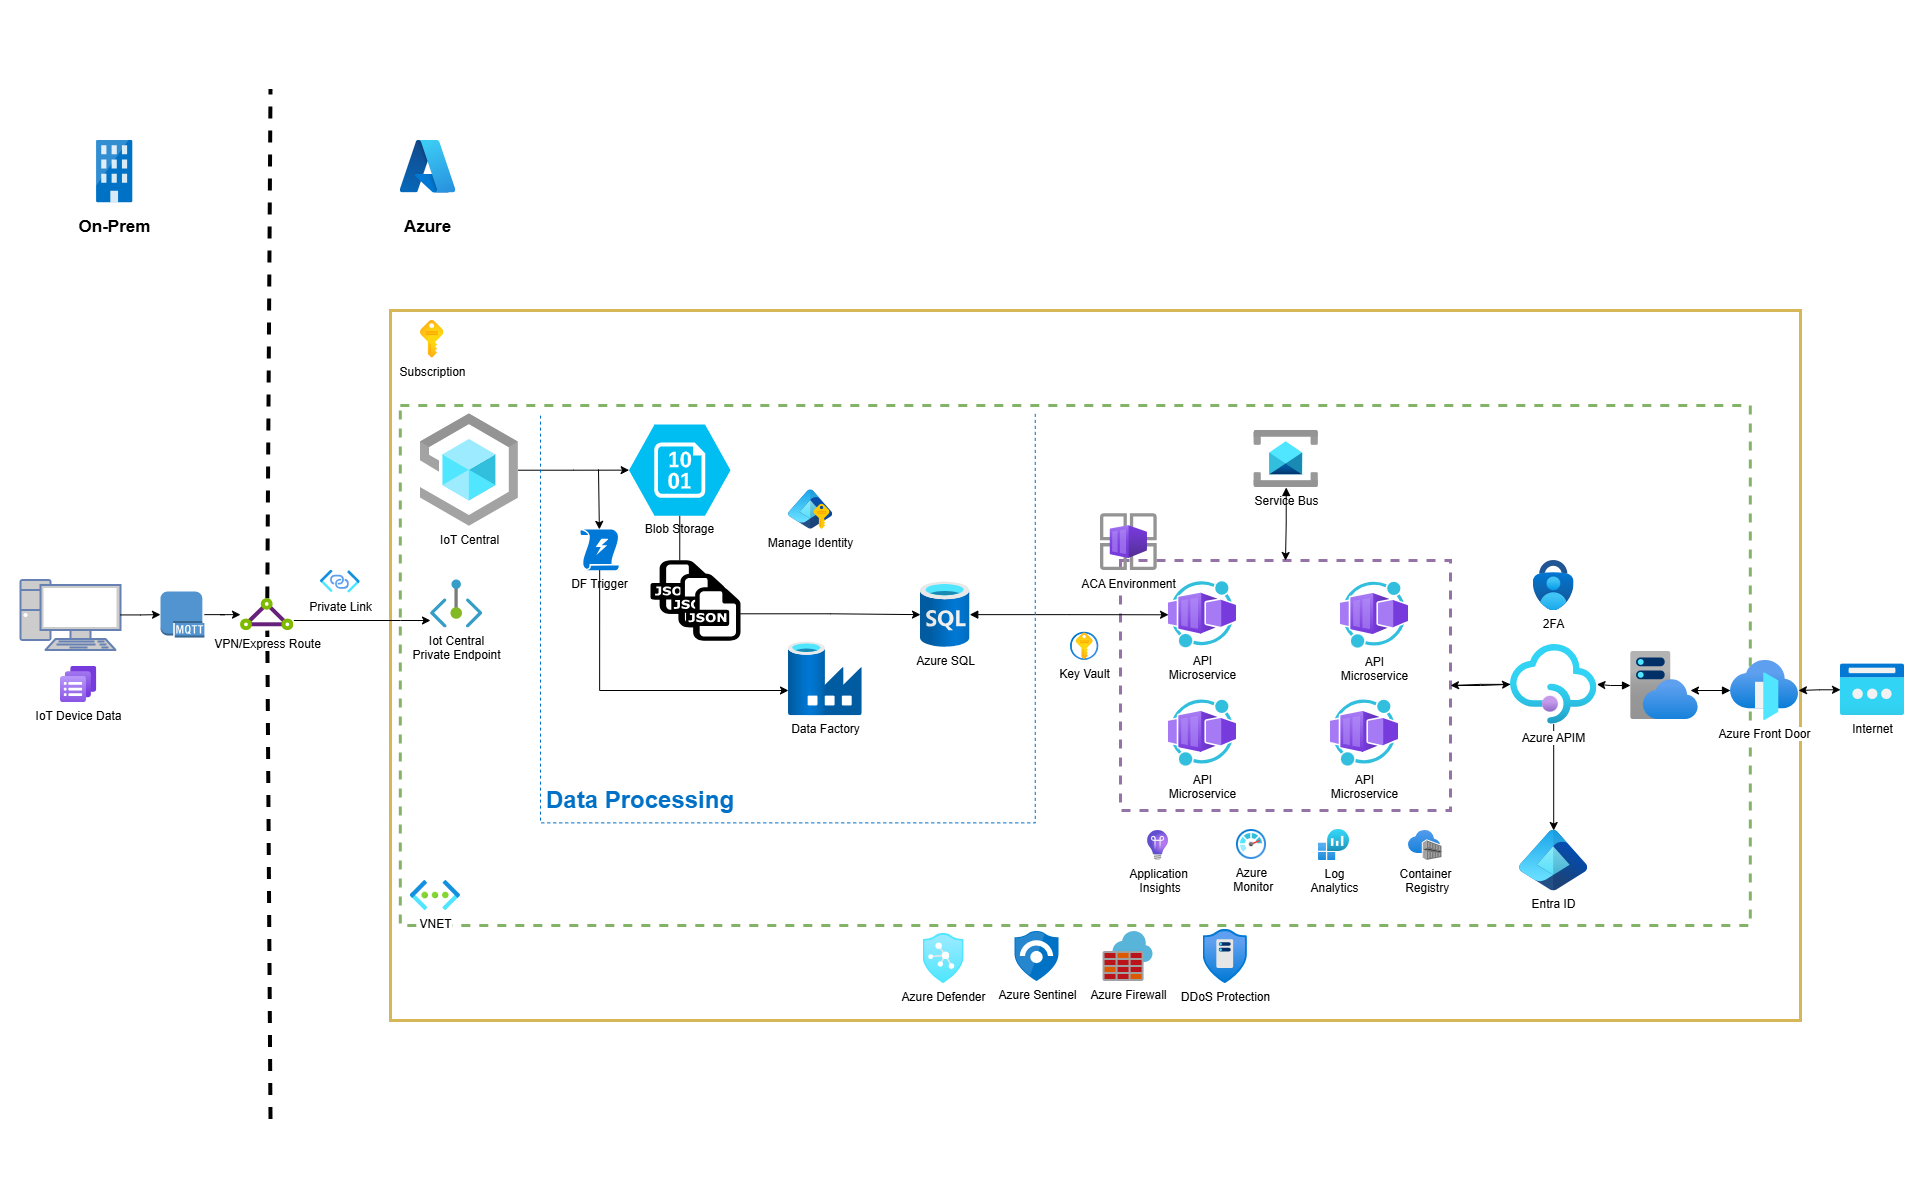 On-Prem
Azure
Subscription
10
01
IoT Central
Blob Storage
Manage Identity
DF Trigger
Service Bus
ACA Environment
Private Link
VPN/Express Route
MQTT
IoT Device Data
Iot Central
Private Endpoint
JSO
JSO
JSON
SQL
Azure SQL
Data Factory
Data Processing
Key Vault
API
Microservice
API
Microservice
API
Microservice
API
Microservice
2FA
Azure APIM
Azure Front Door
Internet
Application
Insights
Azure
Monitor
Log
Analytics
Container
Registry
Entra ID
VNET
Azure Defender
Azure Sentinel
Azure Firewall
DDoS Protection